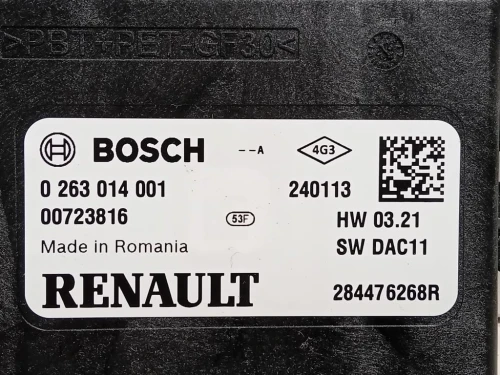 >PBT+PET-GF30<
BOSCH --A 4G3
0 263 014 001 240113
00723816 53F HW 03.21
Made in Romania SW DAC11
RENAULT 284476268R